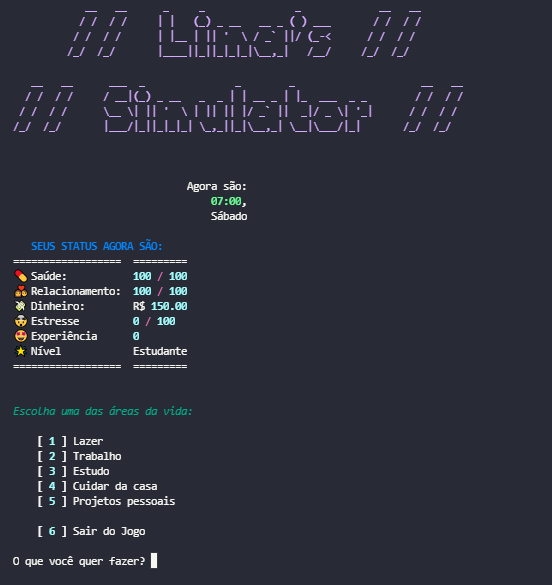 // Lima's //
// Simulator //
Agora são:
07:00,
Sábado
SEUS STATUS AGORA SÃO:
================== =========
Saúde: 100 / 100
Relacionamento: 100 / 100
Dinheiro: R$ 150.00
Estresse 0 / 100
Experiência 0
Nível Estudante
================== =========
Escolha uma das áreas da vida:
[ 1 ] Lazer
[ 2 ] Trabalho
[ 3 ] Estudo
[ 4 ] Cuidar da casa
[ 5 ] Projetos pessoais
[ 6 ] Sair do Jogo
O que você quer fazer?